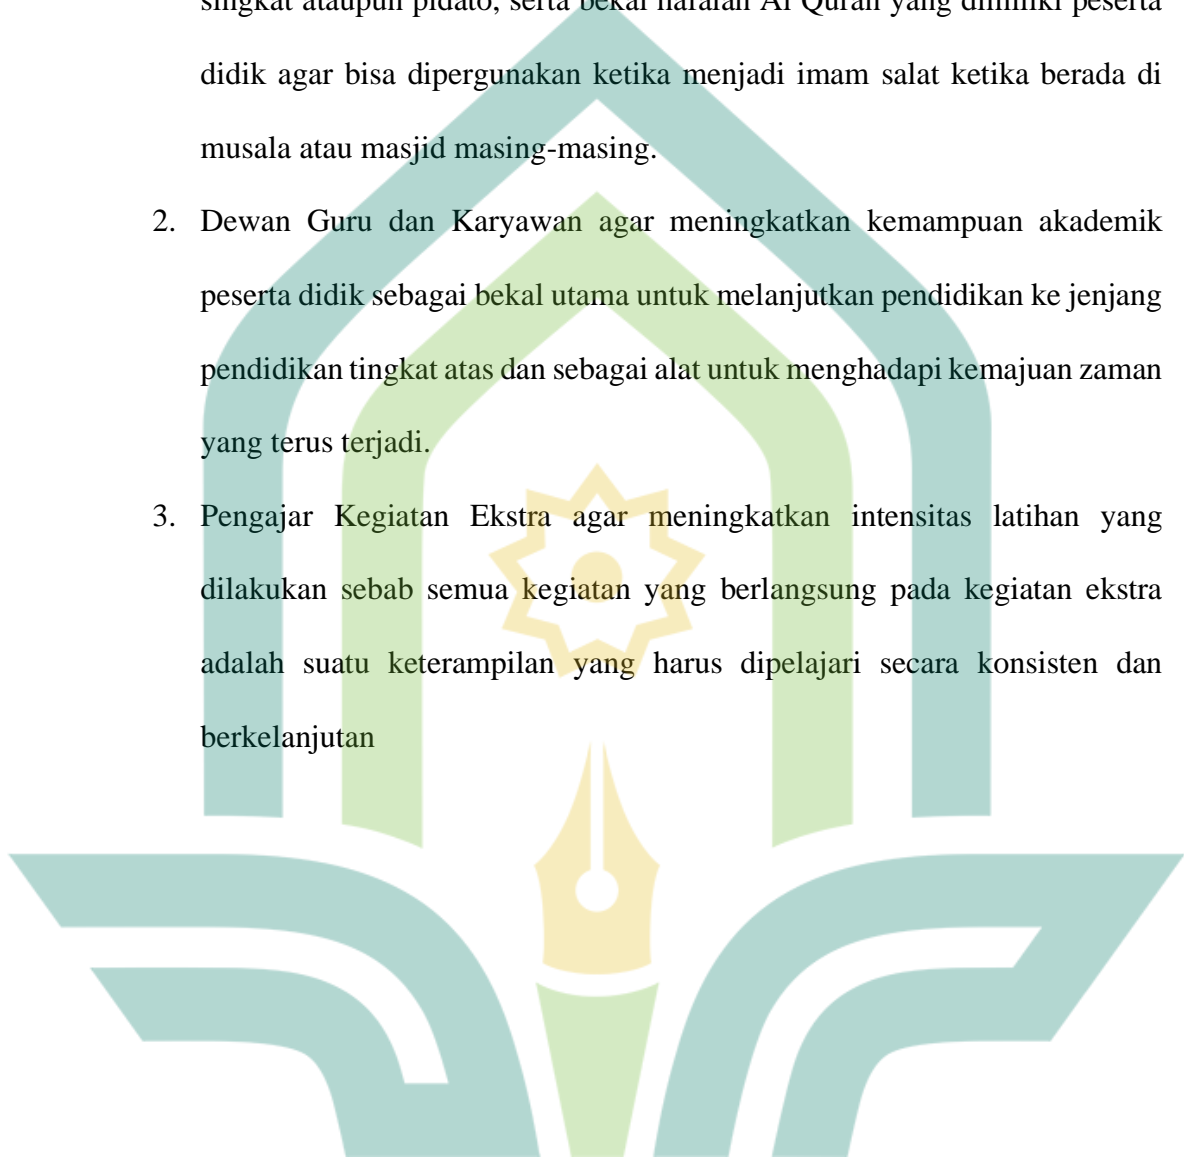 singkat ataupun pidato, serta bekal hafalan Al Quran yang dimiliki peserta
didik agar bisa dipergunakan ketika menjadi imam salat ketika berada di
musala atau masjid masing-masing.
2. Dewan Guru dan Karyawan agar meningkatkan kemampuan akademik
peserta didik sebagai bekal utama untuk melanjutkan pendidikan ke jenjang
pendidikan tingkat atas dan sebagai alat untuk menghadapi kemajuan zaman
yang terus terjadi.
3. Pengajar Kegiatan Ekstra agar meningkatkan intensitas latihan yang
dilakukan sebab semua kegiatan yang berlangsung pada kegiatan ekstra
adalah suatu keterampilan yang harus dipelajari secara konsisten dan
berkelanjutan